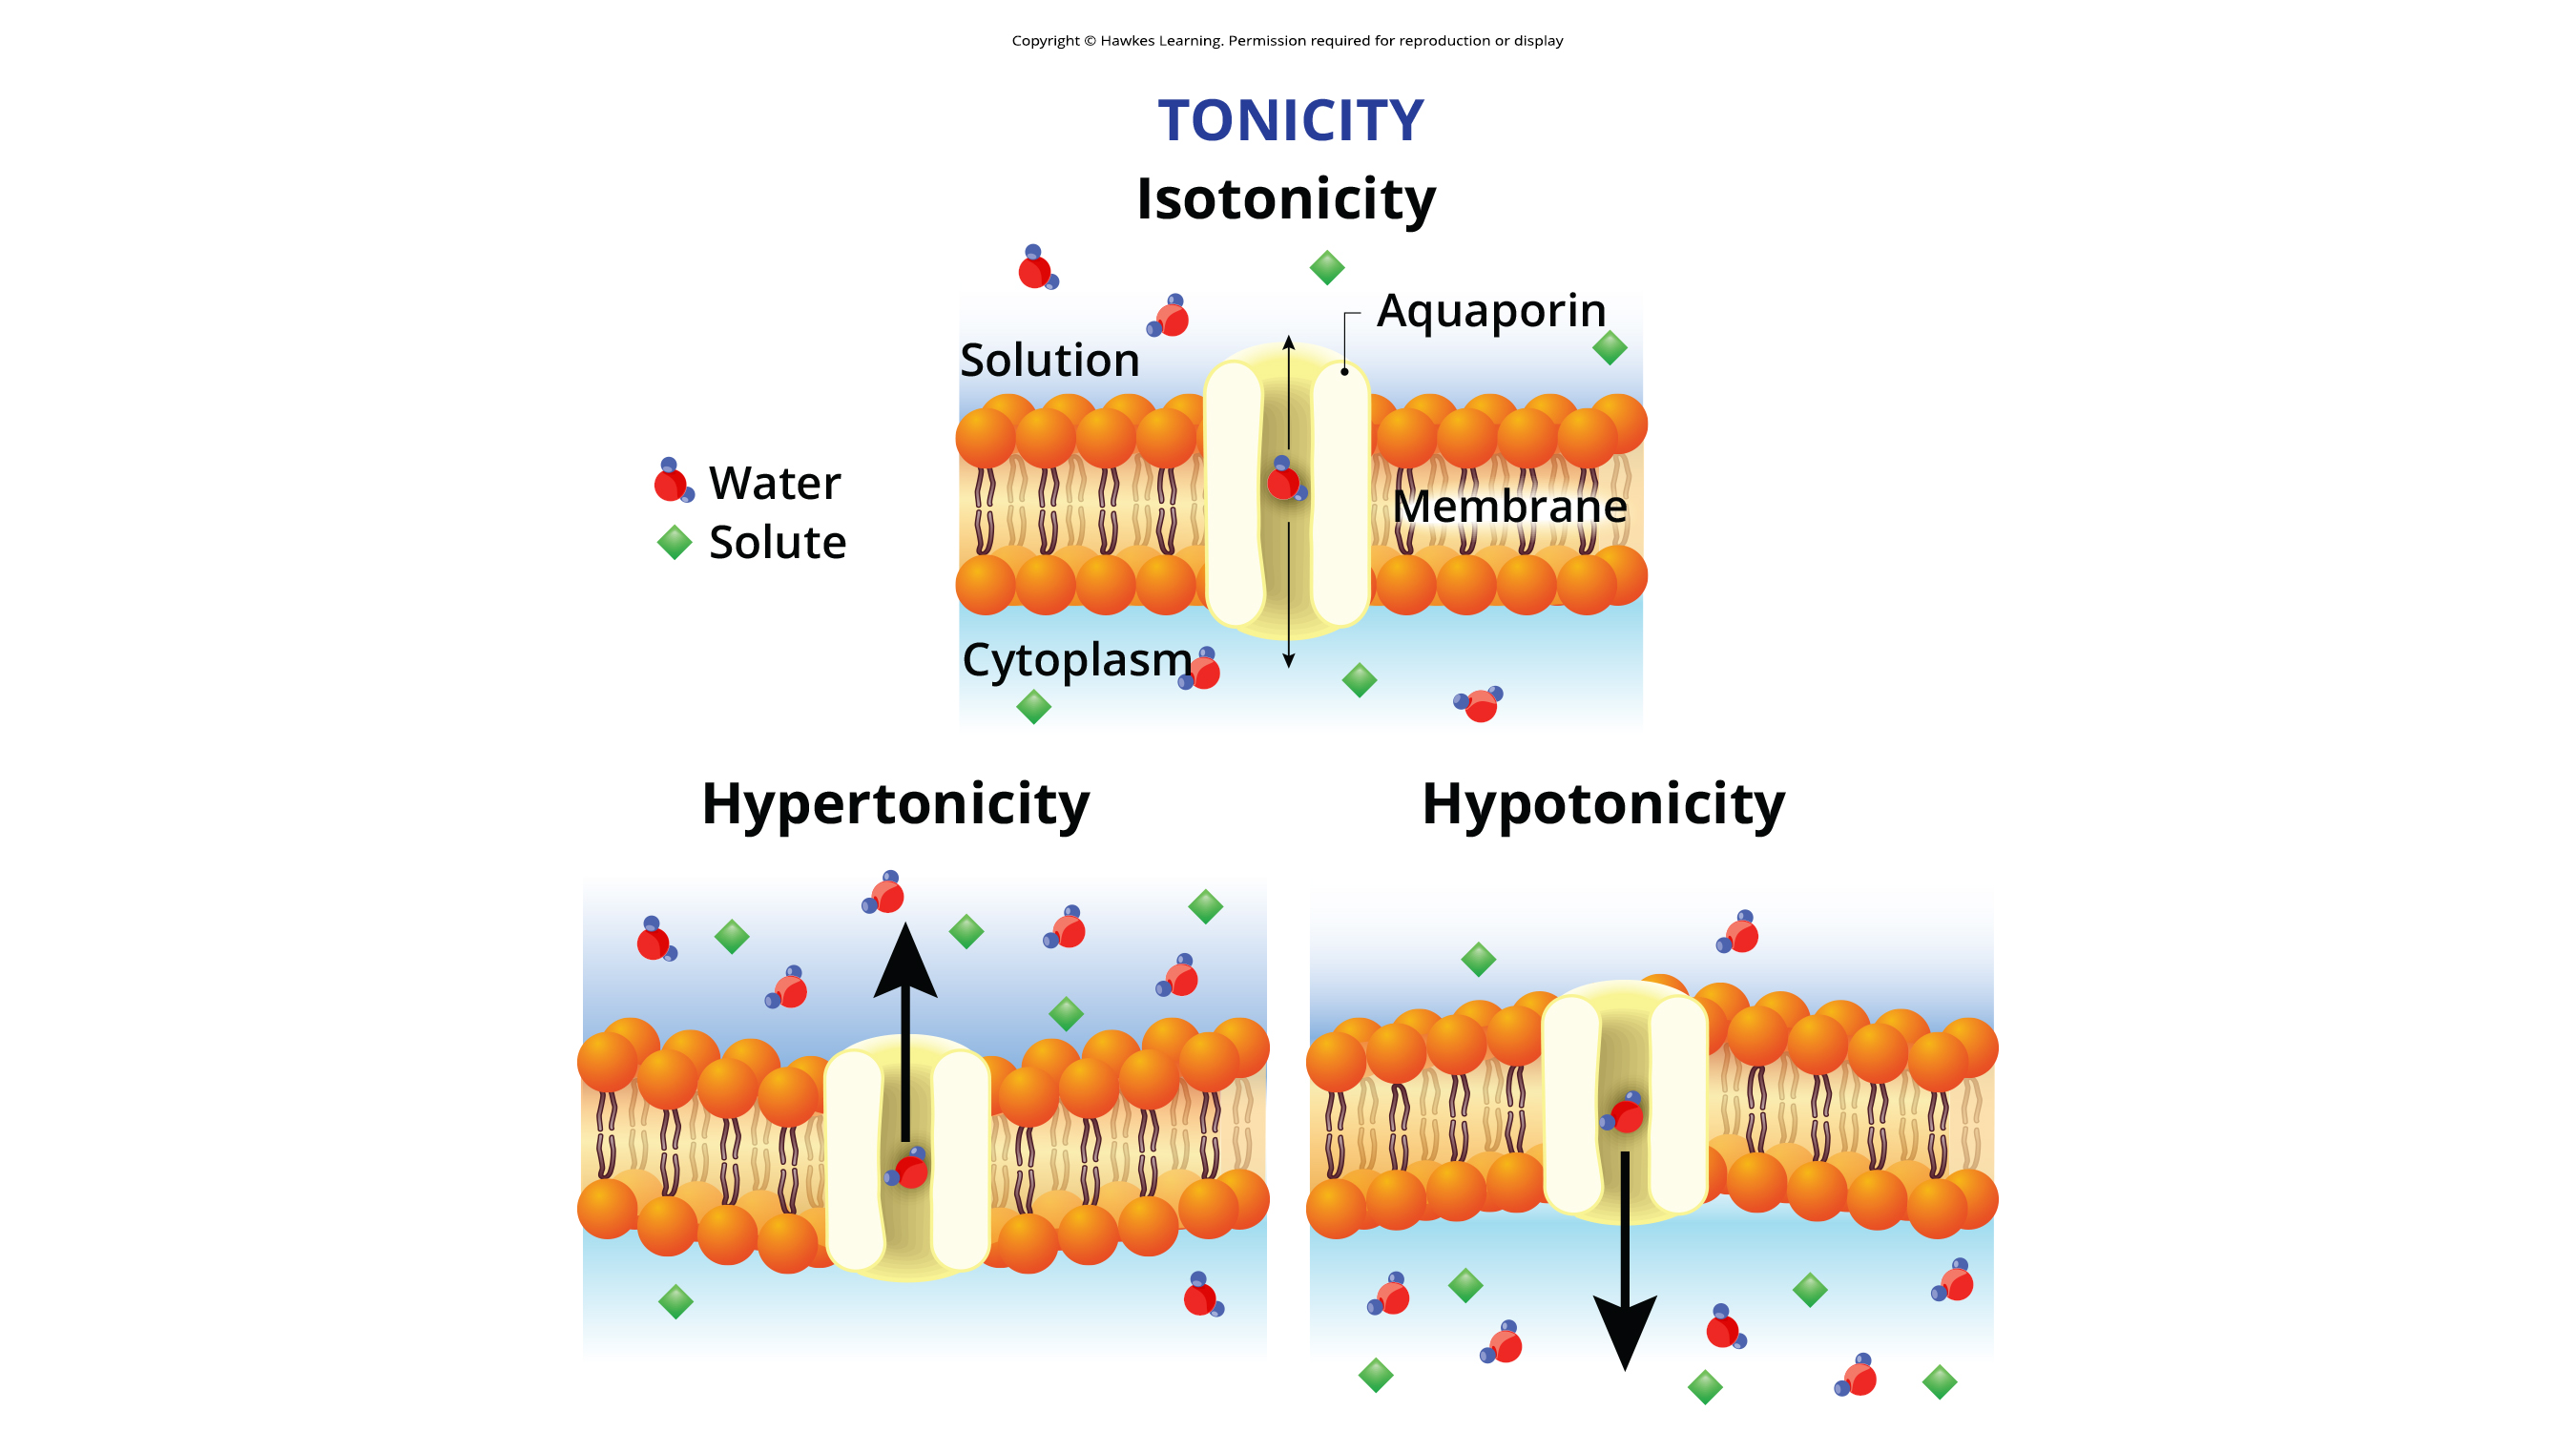 Copyright © Hawkes Learning. Permission required for reproduction or display
TONICITY
Isotonicity
Aquaporin
Solution
Water
Membrane
Solute
Cytoplasm
Hypertonicity
Hypotonicity